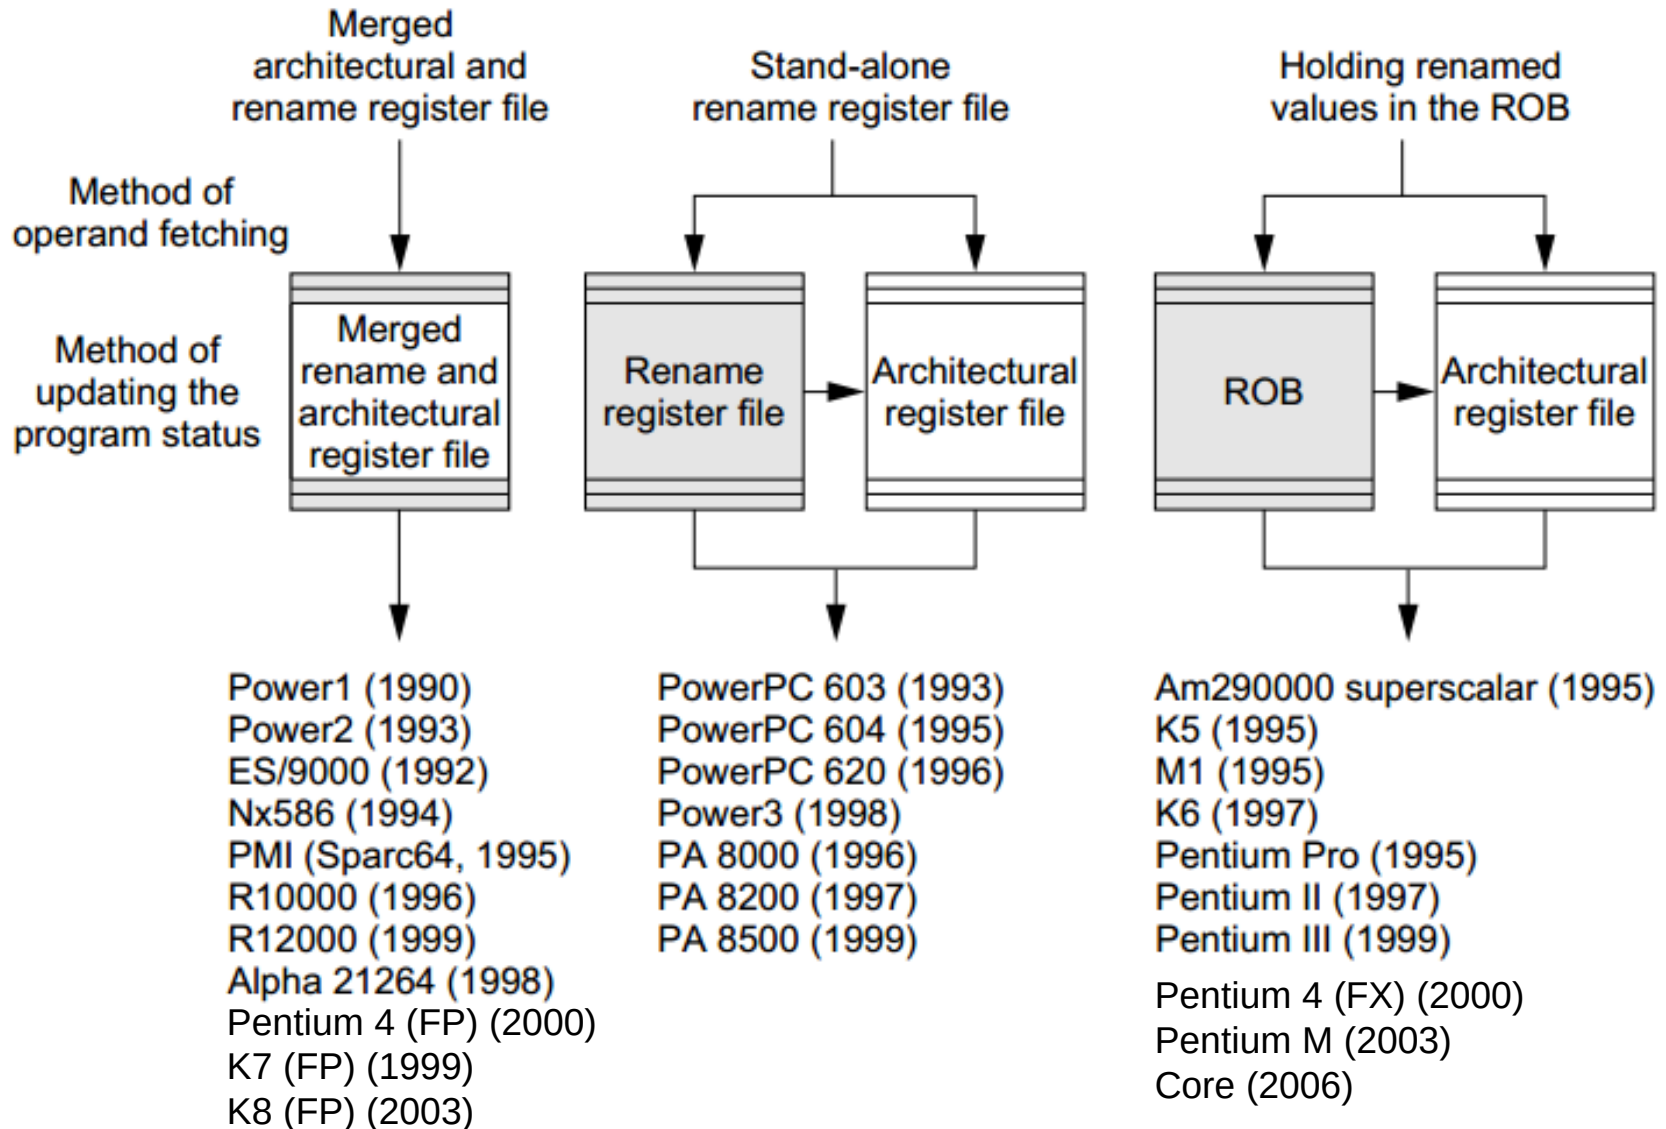 Merged
architectural and
rename register file
Stand-alone
rename register file
Holding renamed
values in the ROB
Method of
operand fetching
Method of
updating the
program status
Merged
rename and
architectural
register file
Rename
register file
Architectural
register file
ROB
Architectural
register file
Power1 (1990)
Power2 (1993)
ES/9000 (1992)
Nx586 (1994)
PMI (Sparc64, 1995)
R10000 (1996)
R12000 (1999)
Alpha 21264 (1998)
Pentium 4 (FP) (2000)
K7 (FP) (1999)
K8 (FP) (2003)
PowerPC 603 (1993)
PowerPC 604 (1995)
PowerPC 620 (1996)
Power3 (1998)
PA 8000 (1996)
PA 8200 (1997)
PA 8500 (1999)
Am290000 superscalar (1995)
K5 (1995)
M1 (1995)
K6 (1997)
Pentium Pro (1995)
Pentium II (1997)
Pentium III (1999)
Pentium 4 (FX) (2000)
Pentium M (2003)
Core (2006)